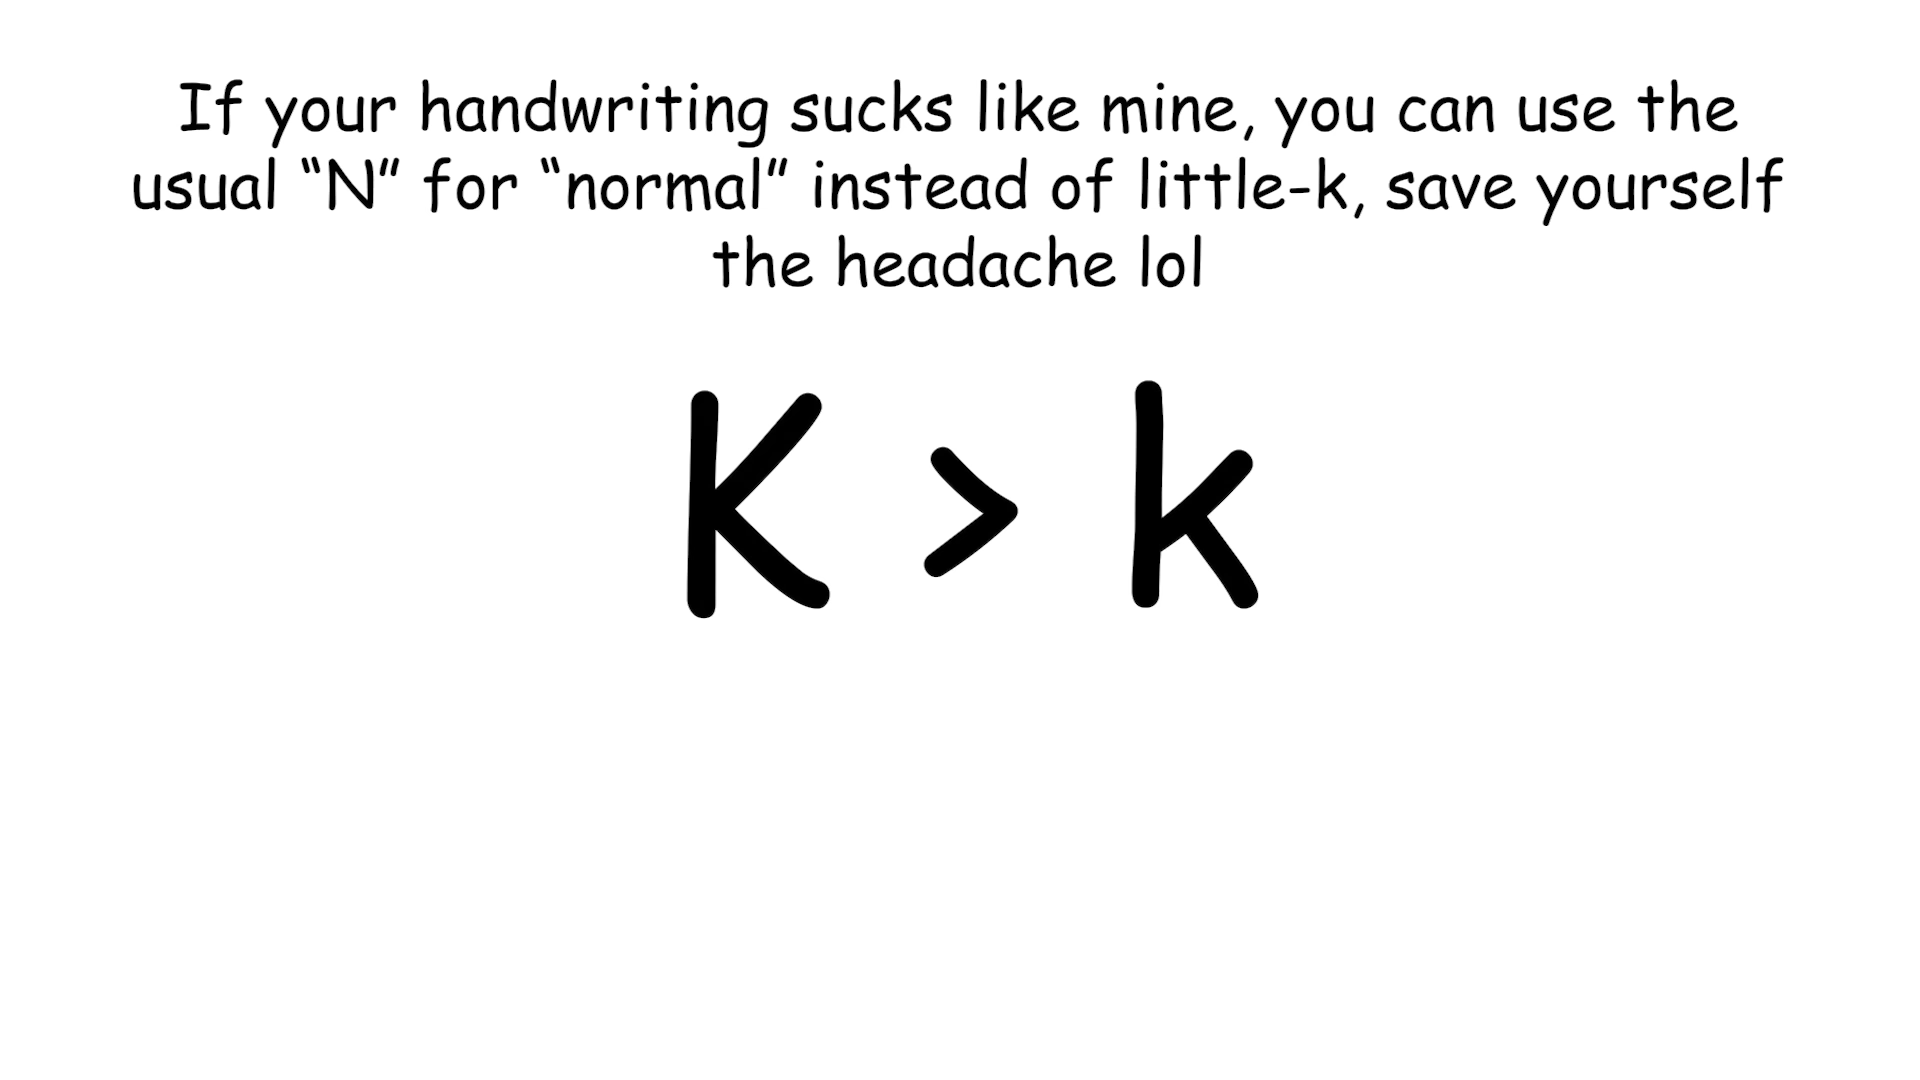 If your handwriting sucks like mine, you can use the
usual “N” for “normal” instead of little-k, save yourself
the headache lol
K > k